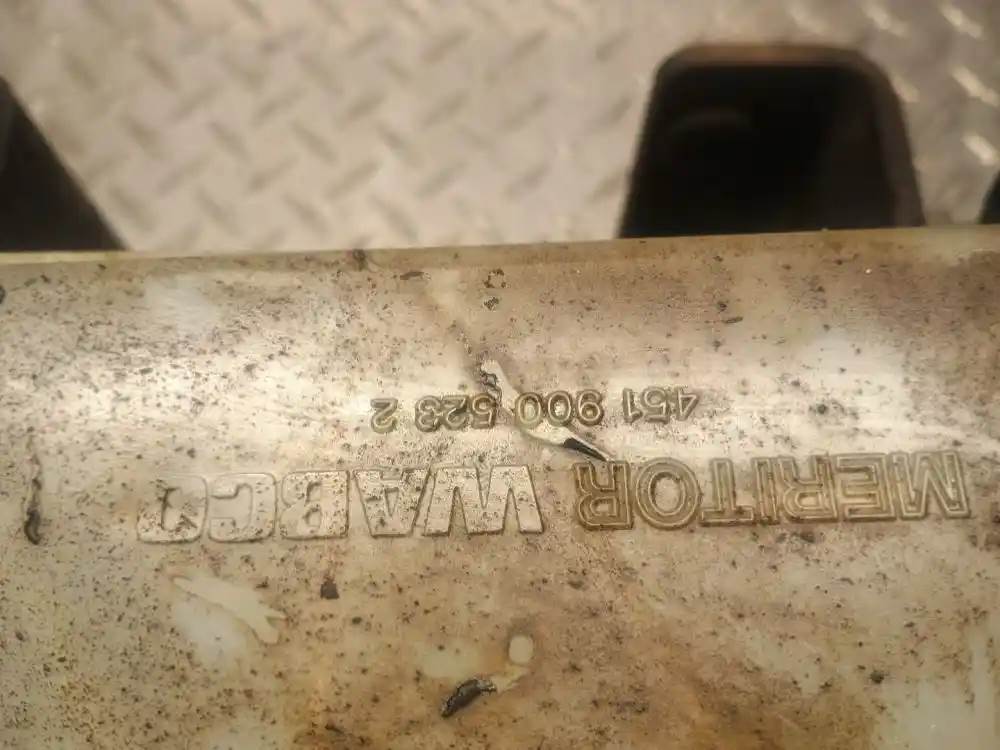 MERITOR WABCO
451 900 523 2